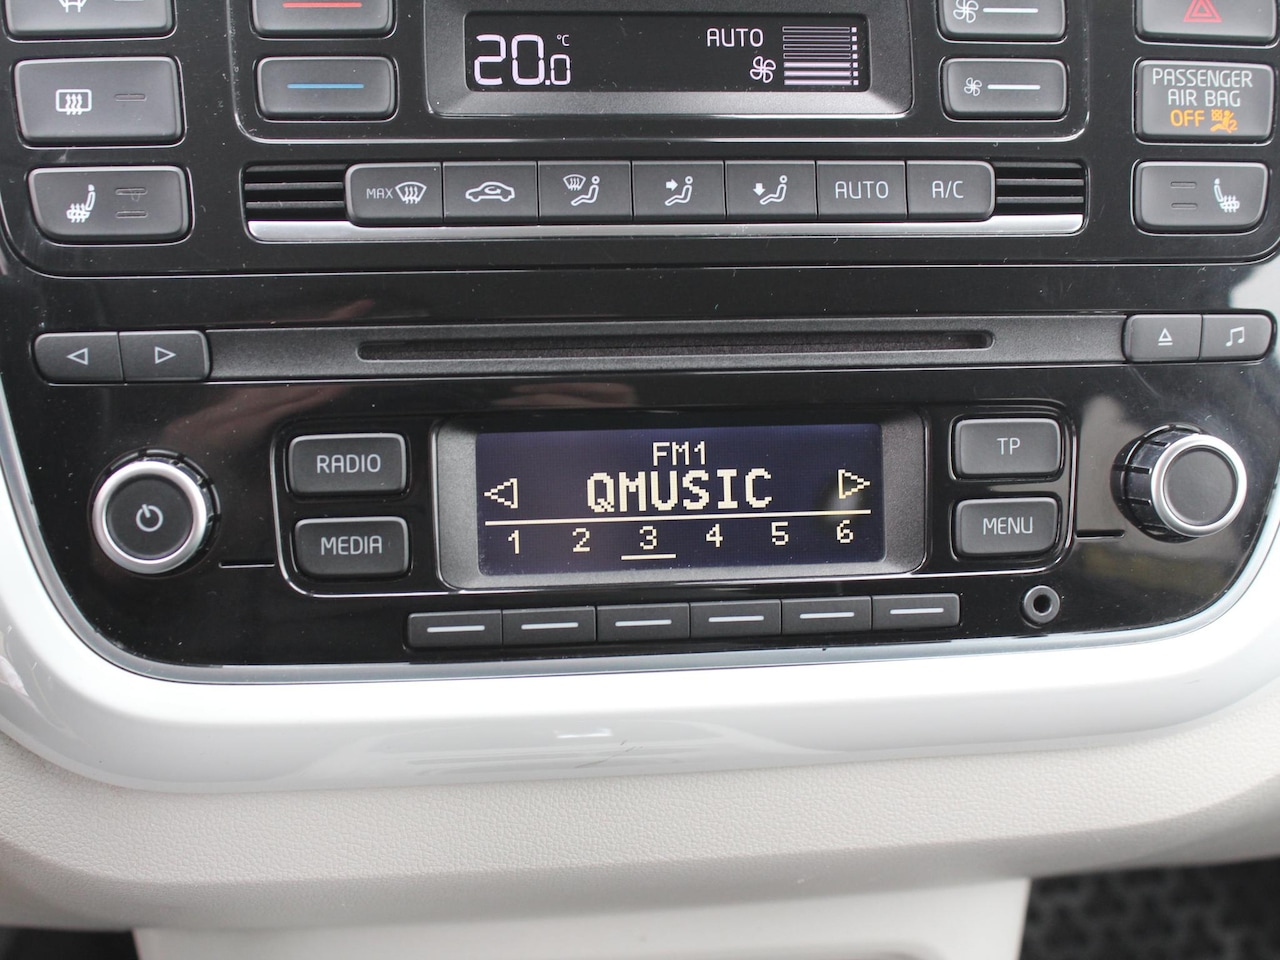 20.0 °C AUTO
PASSENGER
AIR BAG
OFF
MAX
AUTO
A/C
RADIO
MEDIA
FM1
QMUSIC
1 2 3 4 5 6
TP
MENU